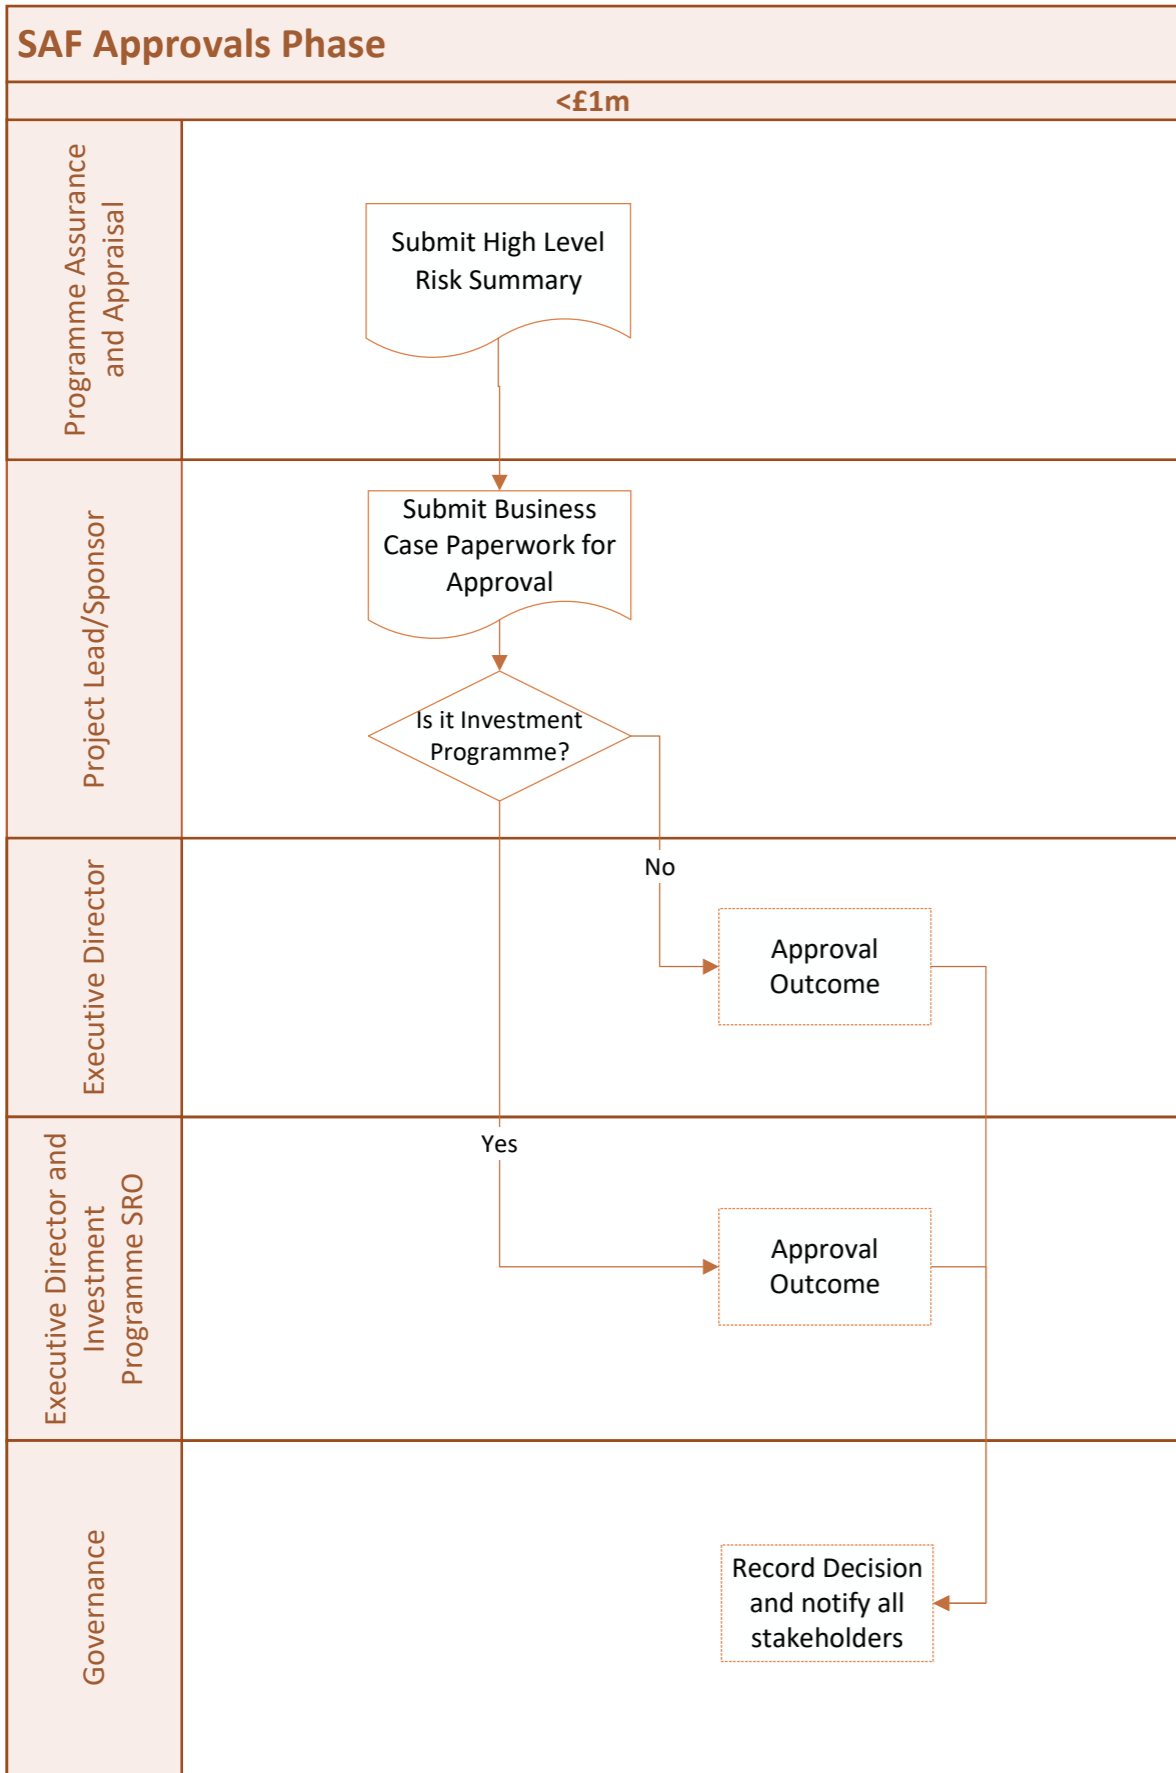 SAF Approvals Phase
<£1m
Programme Assurance
and Appraisal
Submit High Level
Risk Summary
Project Lead/Sponsor
Submit Business
Case Paperwork for
Approval
Is it Investment
Programme?
Executive Director
No
Approval
Outcome
Executive Director and
Investment
Programme SRO
Yes
Approval
Outcome
Governance
Record Decision
and notify all
stakeholders